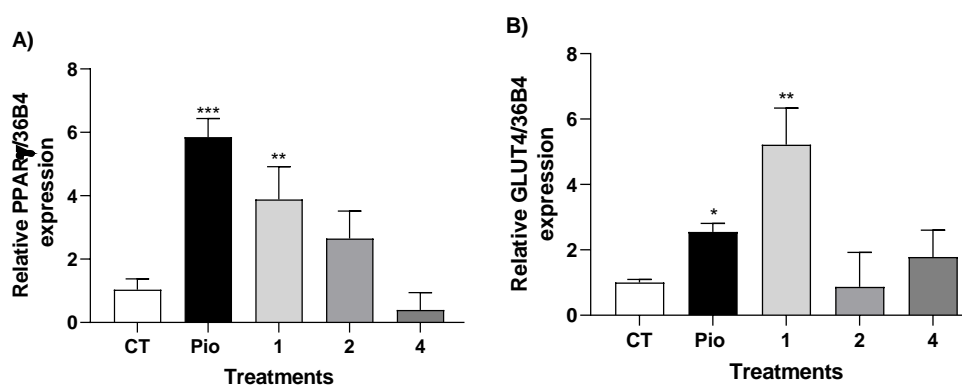 A)
Relative PPARγ/36B4
expression
8
6
4
2
0
***
**
CT Pio 1 2 4
Treatments
B)
Relative GLUT4/36B4
expression
8
6
4
2
0
*
**
CT Pio 1 2 4
Treatments